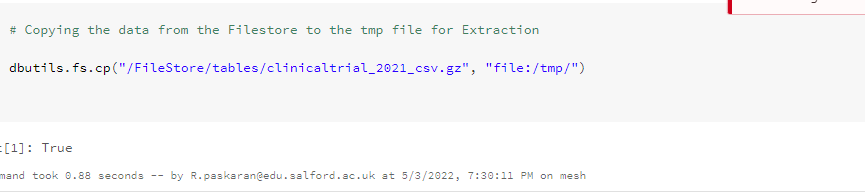 # Copying the data from the Filestore to the tmp file for Extraction
dbutils.fs.cp("/FileStore/tables/clinicaltrial_2021_csv.gz", "file:/tmp/")
t[1]: True
mand took 0.88 seconds -- by R.paskaran@edu.salford.ac.uk at 5/3/2022, 7:30:11 PM on mesh